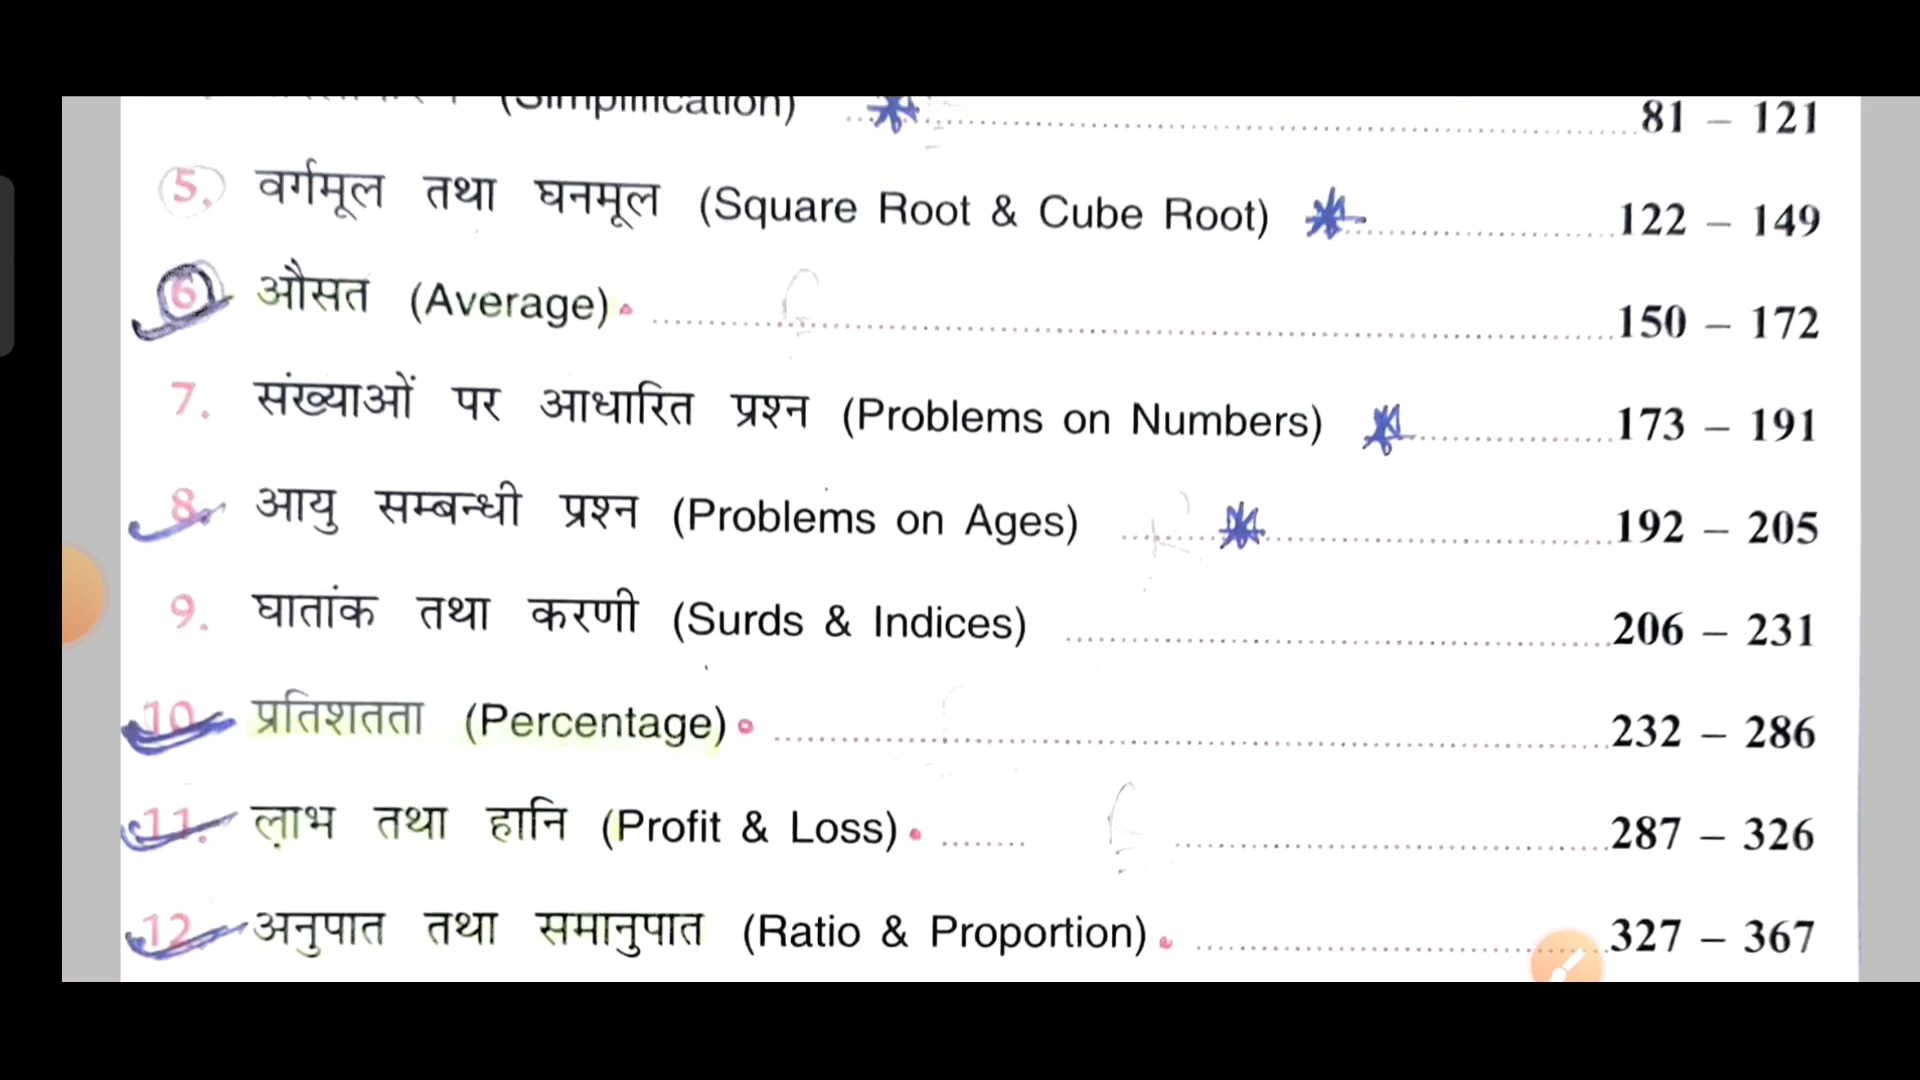 (Simplification) 81 – 121
5. वर्गमूल तथा घनमूल (Square Root & Cube Root) 122 – 149
6 औसत (Average) 150 – 172
7. संख्याओं पर आधारित प्रश्न (Problems on Numbers) 173 – 191
8. आयु सम्बन्धी प्रश्न (Problems on Ages) 192 – 205
9. घातांक तथा करणी (Surds & Indices) 206 – 231
10. प्रतिशतता (Percentage) 232 – 286
11. लाभ तथा हानि (Profit & Loss) 287 – 326
12. अनुपात तथा समानुपात (Ratio & Proportion) 327 – 367